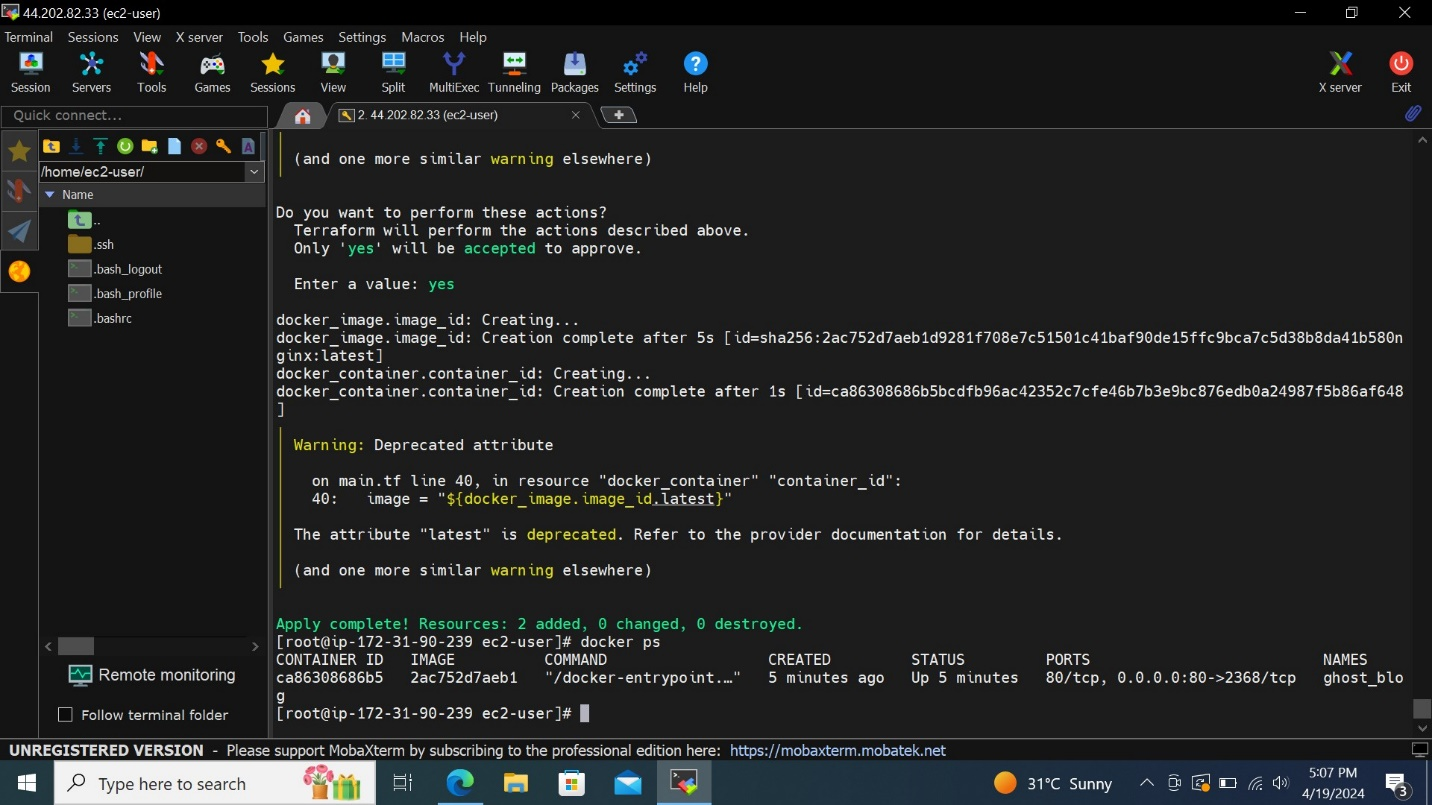 44.202.82.33 (ec2-user)
Terminal Sessions View X server Tools Games Settings Macros Help
Session Servers Tools Games Sessions View Split MultiExec Tunneling Packages Settings Help X server Exit
Quick connect...
2. 44.202.82.33 (ec2-user)
/home/ec2-user/
Name
..
.ssh
.bash_logout
.bash_profile
.bashrc
Remote monitoring
Follow terminal folder
(and one more similar warning elsewhere)
Do you want to perform these actions?
Terraform will perform the actions described above.
Only 'yes' will be accepted to approve.
Enter a value: yes
docker_image.image_id: Creating...
docker_image.image_id: Creation complete after 5s [id=sha256:2ac752d7aeb1d9281f708e7c51501c41baf90de15ffc9bca7c5d38b8da41b580n
ginx:latest]
docker_container.container_id: Creating...
docker_container.container_id: Creation complete after 1s [id=ca86308686b5bcdfb96ac42352c7cfe46b7b3e9bc876edb0a24987f5b86af648
]
Warning: Deprecated attribute
on main.tf line 40, in resource "docker_container" "container_id":
40: image = "${docker_image.image_id.latest}"
The attribute "latest" is deprecated. Refer to the provider documentation for details.
(and one more similar warning elsewhere)
Apply complete! Resources: 2 added, 0 changed, 0 destroyed.
[root@ip-172-31-90-239 ec2-user]# docker ps
CONTAINER ID IMAGE COMMAND CREATED STATUS PORTS NAMES
ca86308686b5 2ac752d7aeb1 "/docker-entrypoint.…" 5 minutes ago Up 5 minutes 80/tcp, 0.0.0.0:80->2368/tcp ghost_blo
g
[root@ip-172-31-90-239 ec2-user]#
UNREGISTERED VERSION - Please support MobaXterm by subscribing to the professional edition here: https://mobaxterm.mobatek.net
Type here to search
31°C Sunny
5:07 PM
4/19/2024
3